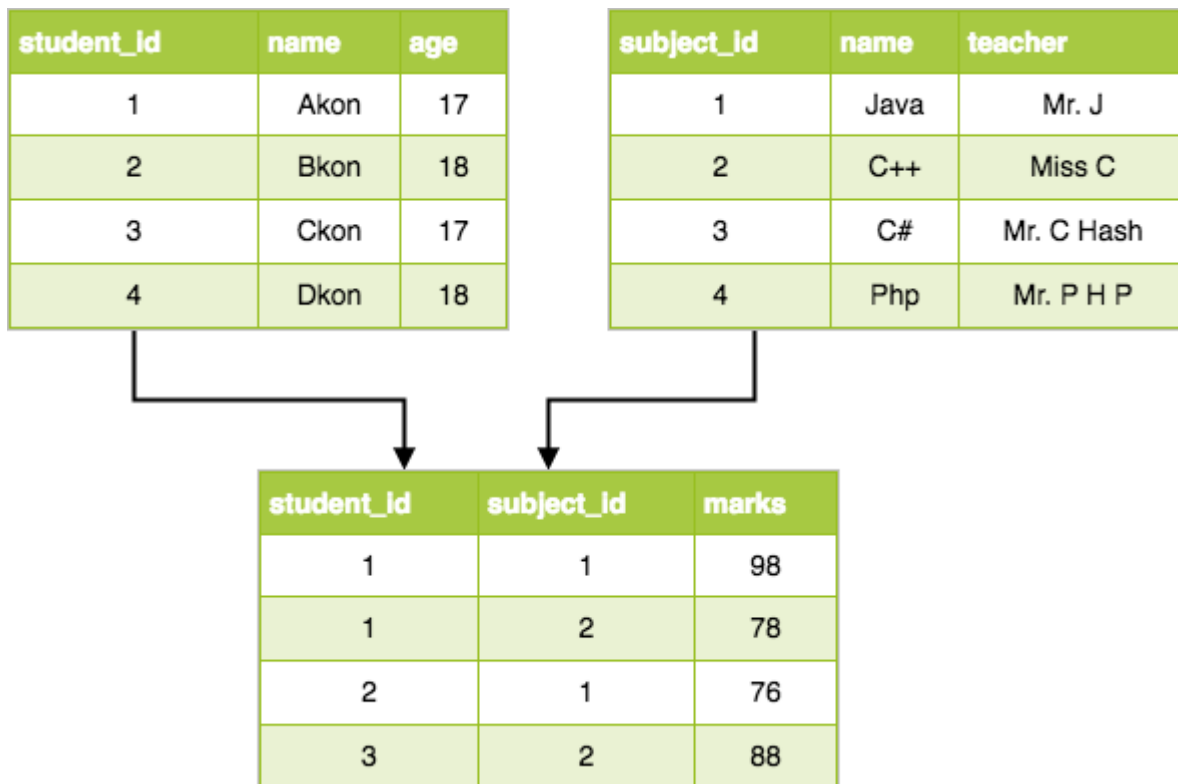 student_id name age
1 Akon 17
2 Bkon 18
3 Ckon 17
4 Dkon 18
subject_id name teacher
1 Java Mr. J
2 C++ Miss C
3 C# Mr. C Hash
4 Php Mr. P H P
student_id subject_id marks
1 1 98
1 2 78
2 1 76
3 2 88